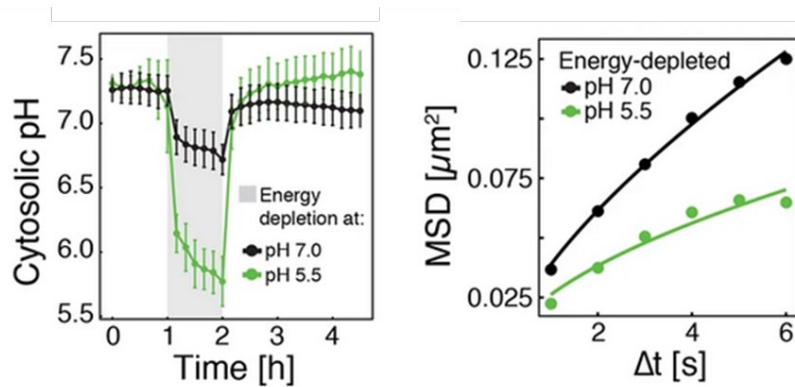 Cytosolic pH
7.5
7.0
6.5
6.0
5.5
Energy
depletion at:
pH 7.0
pH 5.5
0 1 2 3 4
Time [h]
MSD [μm²]
0.125
0.075
0.025
Energy-depleted
pH 7.0
pH 5.5
2 4 6
Δt [s]